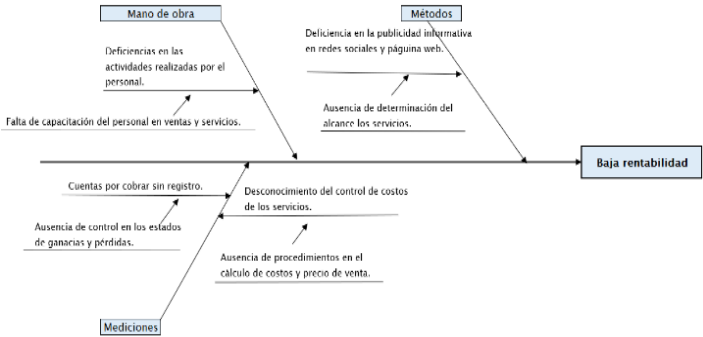 Mano de obra
Métodos
Deficiencia en la publicidad informativa
en redes sociales y páguina web.
Deficiencias en las
actividades realizadas por el
personal.
Ausencia de determinación del
alcance los servicios.
Falta de capacitación del personal en ventas y servicios.
Baja rentabilidad
Cuentas por cobrar sin registro.
Desconocimiento del control de costos
de los servicios.
Ausencia de control en los estados
de ganacias y pérdidas.
Ausencia de procedimientos en el
cálculo de costos y precio de venta.
Mediciones